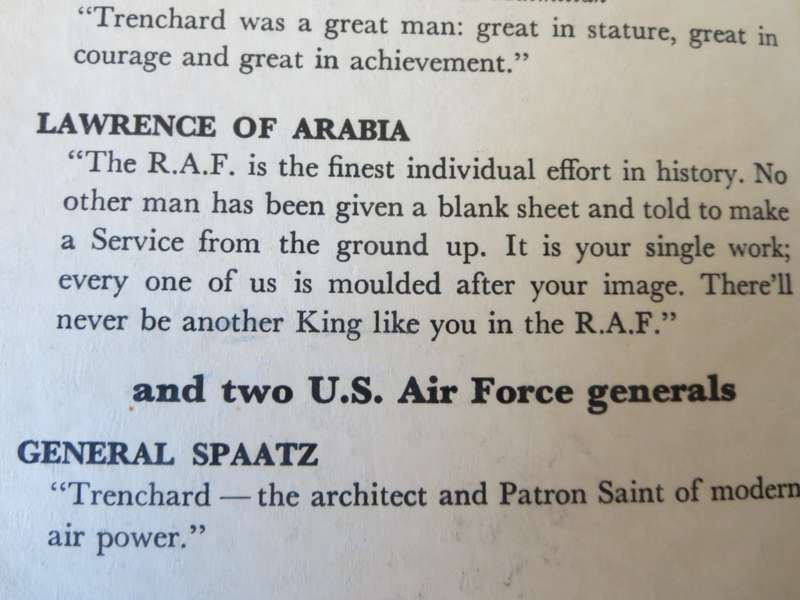 “Trenchard was a great man: great in stature, great in
courage and great in achievement.”
LAWRENCE OF ARABIA
“The R.A.F. is the finest individual effort in history. No
other man has been given a blank sheet and told to make
a Service from the ground up. It is your single work;
every one of us is moulded after your image. There’ll
never be another King like you in the R.A.F.”
and two U.S. Air Force generals
GENERAL SPAATZ
“Trenchard — the architect and Patron Saint of modern
air power.”